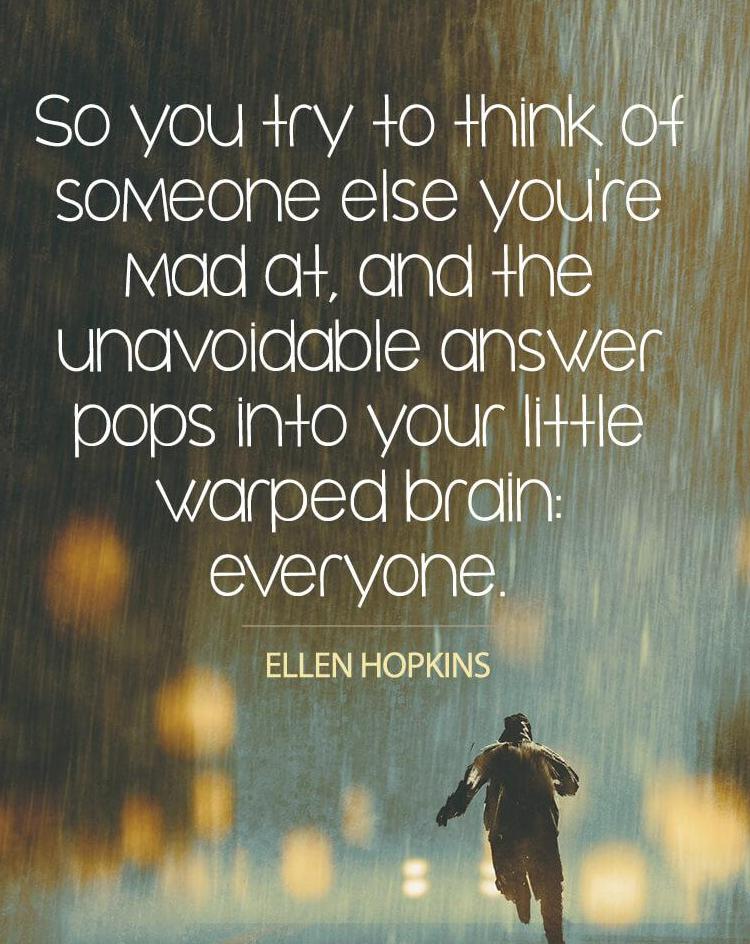 So you try to think of
someone else you're
mad at, and the
unavoidable answer
pops into your little
warped brain:
everyone.
ELLEN HOPKINS